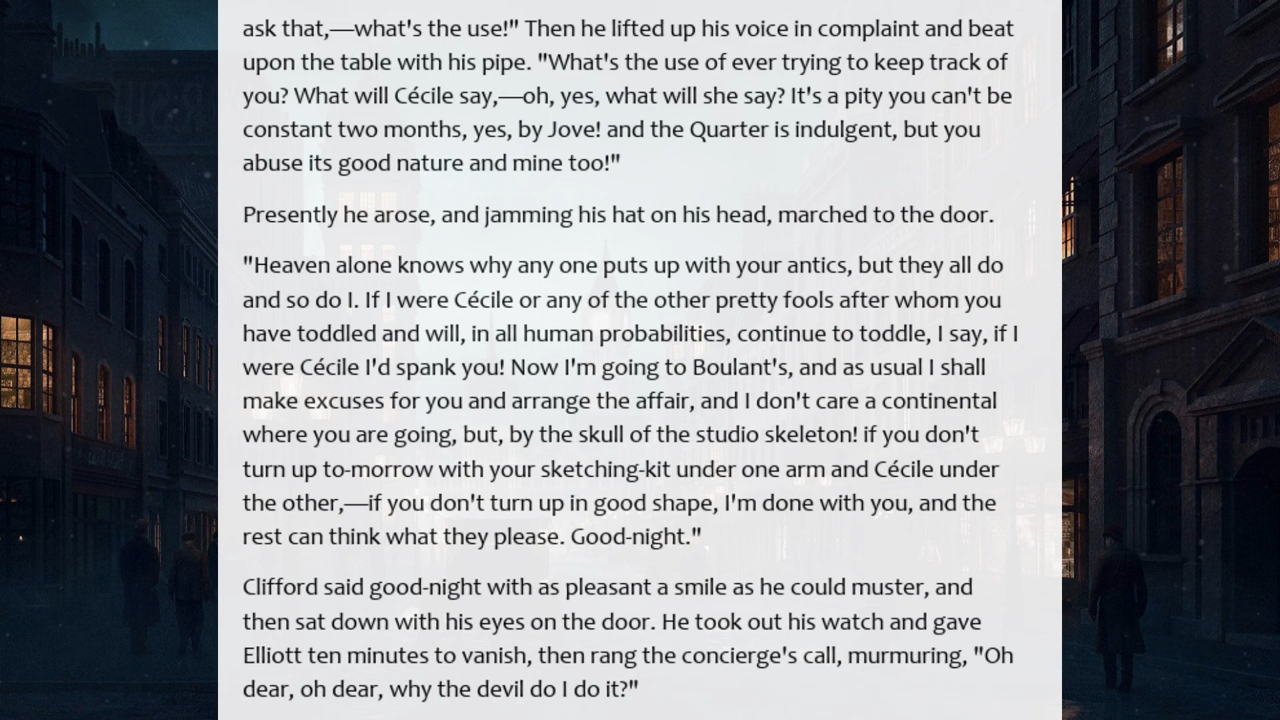 ask that,—what's the use!" Then he lifted up his voice in complaint and beat
upon the table with his pipe. "What's the use of ever trying to keep track of
you? What will Cécile say,—oh, yes, what will she say? It's a pity you can't be
constant two months, yes, by Jove! and the Quarter is indulgent, but you
abuse its good nature and mine too!"
Presently he arose, and jamming his hat on his head, marched to the door.
"Heaven alone knows why any one puts up with your antics, but they all do
and so do I. If I were Cécile or any of the other pretty fools after whom you
have toddled and will, in all human probabilities, continue to toddle, I say, if I
were Cécile I'd spank you! Now I'm going to Boulant's, and as usual I shall
make excuses for you and arrange the affair, and I don't care a continental
where you are going, but, by the skull of the studio skeleton! if you don't
turn up to-morrow with your sketching-kit under one arm and Cécile under
the other,—if you don't turn up in good shape, I'm done with you, and the
rest can think what they please. Good-night."
Clifford said good-night with as pleasant a smile as he could muster, and
then sat down with his eyes on the door. He took out his watch and gave
Elliott ten minutes to vanish, then rang the concierge's call, murmuring, "Oh
dear, oh dear, why the devil do I do it?"